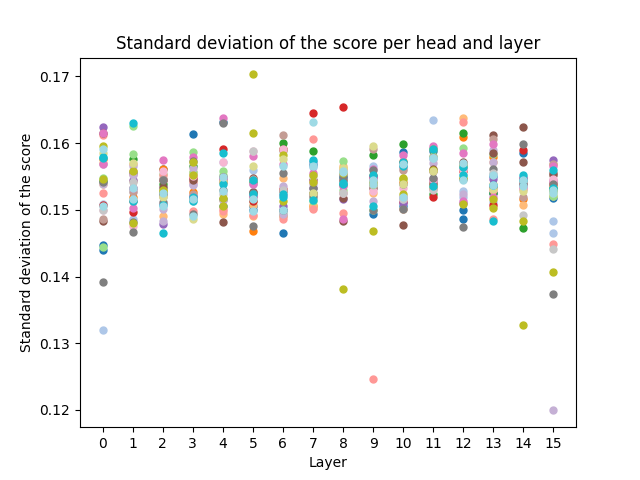 Standard deviation of the score per head and layer
Standard deviation of the score
0.17
0.16
0.15
0.14
0.13
0.12
0 1 2 3 4 5 6 7 8 9 10 11 12 13 14 15
Layer